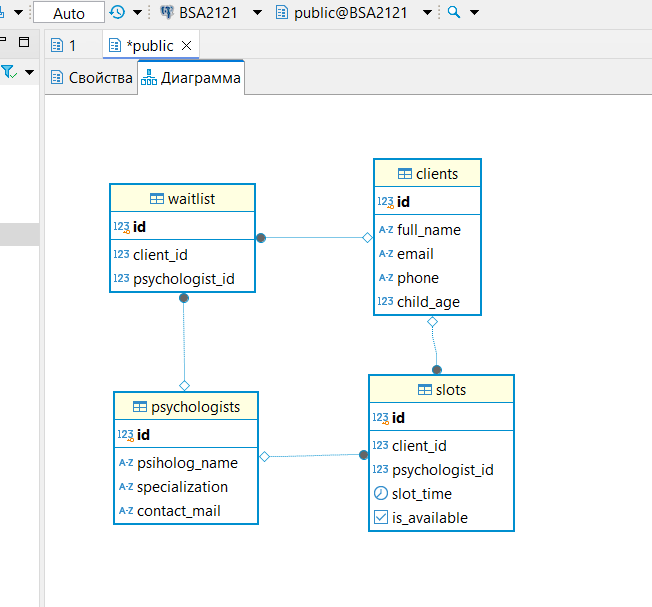 Auto BSA2121 public@BSA2121
1 *public
Свойства Диаграмма
waitlist
123 id
123 client_id
123 psychologist_id
clients
123 id
A-Z full_name
A-Z email
A-Z phone
123 child_age
psychologists
123 id
A-Z psiholog_name
A-Z specialization
A-Z contact_mail
slots
123 id
123 client_id
123 psychologist_id
slot_time
is_available